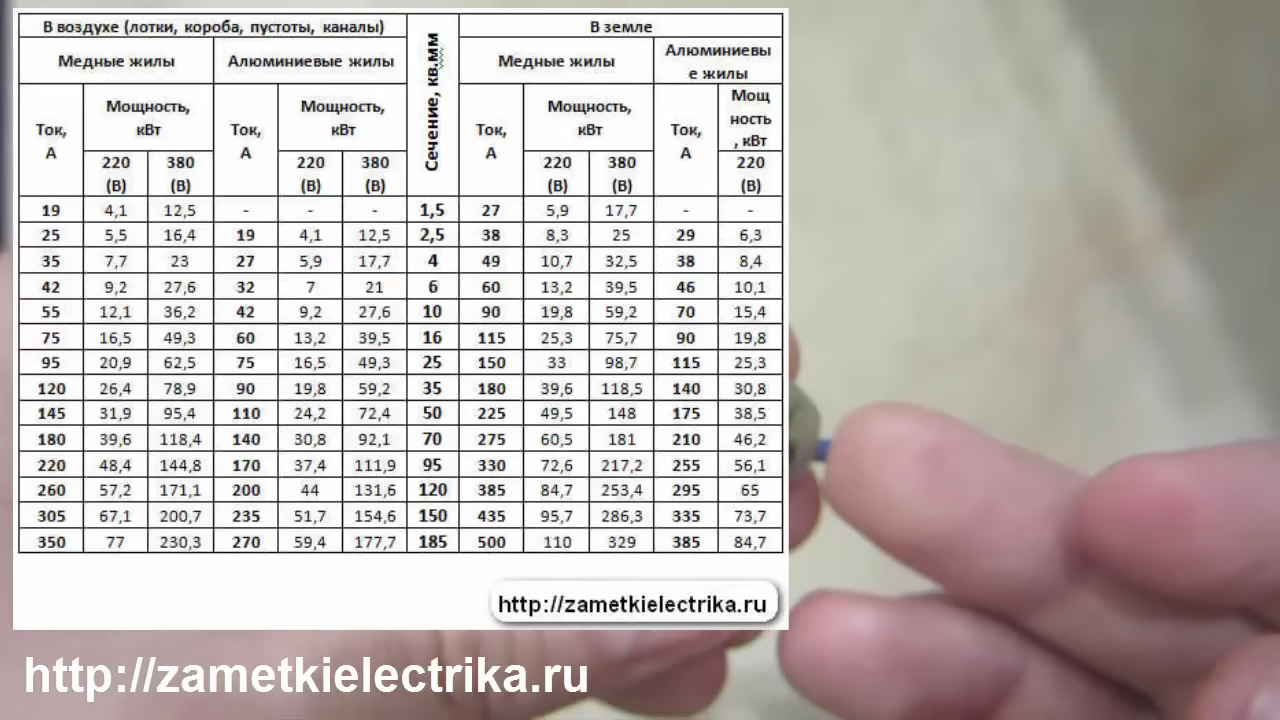 В воздухе (лотки, короба, пустоты, каналы) Сечение, кв.мм В земле
Медные жилы Алюминиевые жилы Медные жилы Алюминиевы
е жилы
Ток,
А Мощность,
кВт Ток,
А Мощность,
кВт Ток,
А Мощность,
кВт Ток,
А Мощ
ность
, кВт
220
(В) 380
(В) 220
(В) 380
(В) 220
(В) 380
(В) 220
(В)
19 4,1 12,5 - - - 1,5 27 5,9 17,7 - -
25 5,5 16,4 19 4,1 12,5 2,5 38 8,3 25 29 6,3
35 7,7 23 27 5,9 17,7 4 49 10,7 32,5 38 8,4
42 9,2 27,6 32 7 21 6 60 13,2 39,5 46 10,1
55 12,1 36,2 42 9,2 27,6 10 90 19,8 59,2 70 15,4
75 16,5 49,3 60 13,2 39,5 16 115 25,3 75,7 90 19,8
95 20,9 62,5 75 16,5 49,3 25 150 33 98,7 115 25,3
120 26,4 78,9 90 19,8 59,2 35 180 39,6 118,5 140 30,8
145 31,9 95,4 110 24,2 72,4 50 225 49,5 148 175 38,5
180 39,6 118,4 140 30,8 92,1 70 275 60,5 181 210 46,2
220 48,4 144,8 170 37,4 111,9 95 330 72,6 217,2 255 56,1
260 57,2 171,1 200 44 131,6 120 385 84,7 253,4 295 65
305 67,1 200,7 235 51,7 154,6 150 435 95,7 286,3 335 73,7
350 77 230,3 270 59,4 177,7 185 500 110 329 385 84,7
http://zametkielectrika.ru
http://zametkielectrika.ru